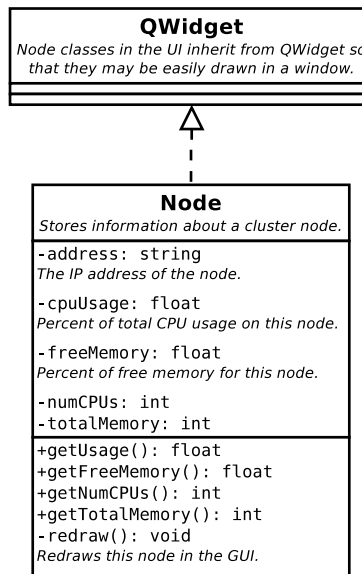 QWidget
Node classes in the UI inherit from QWidget so
that they may be easily drawn in a window.
Node
Stores information about a cluster node.
-address: string
The IP address of the node.
-cpuUsage: float
Percent of total CPU usage on this node.
-freeMemory: float
Percent of free memory for this node.
-numCPUs: int
-totalMemory: int
+getUsage(): float
+getFreeMemory(): float
+getNumCPUs(): int
+getTotalMemory(): int
-redraw(): void
Redraws this node in the GUI.